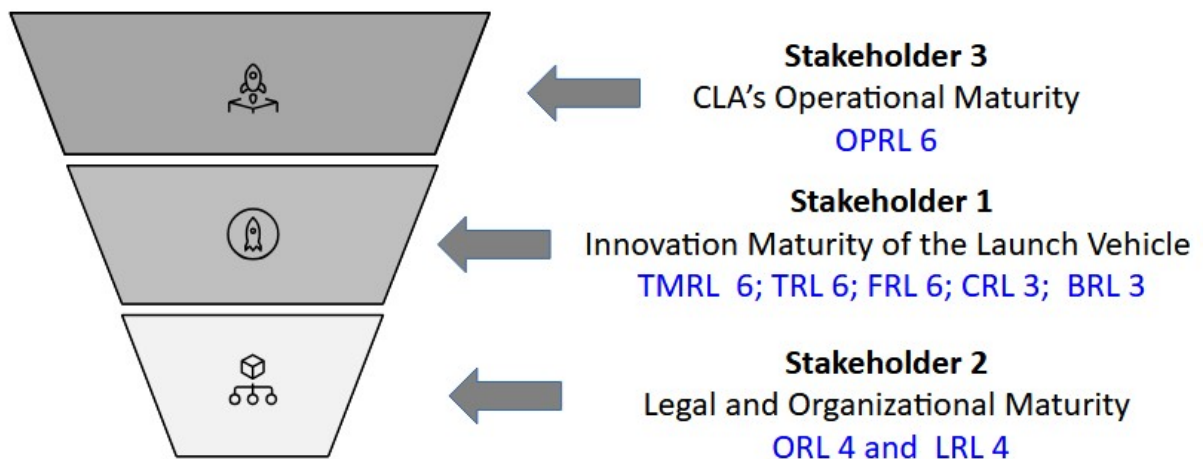 Stakeholder 3
CLA's Operational Maturity
OPRL 6
Stakeholder 1
Innovation Maturity of the Launch Vehicle
TMRL 6; TRL 6; FRL 6; CRL 3; BRL 3
Stakeholder 2
Legal and Organizational Maturity
ORL 4 and LRL 4